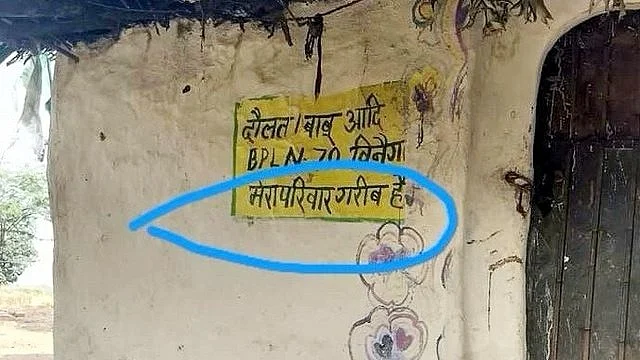 दौलत / बाबू आदि
BPL N. 70 विनैगा
मेरा परिवार गरीब है